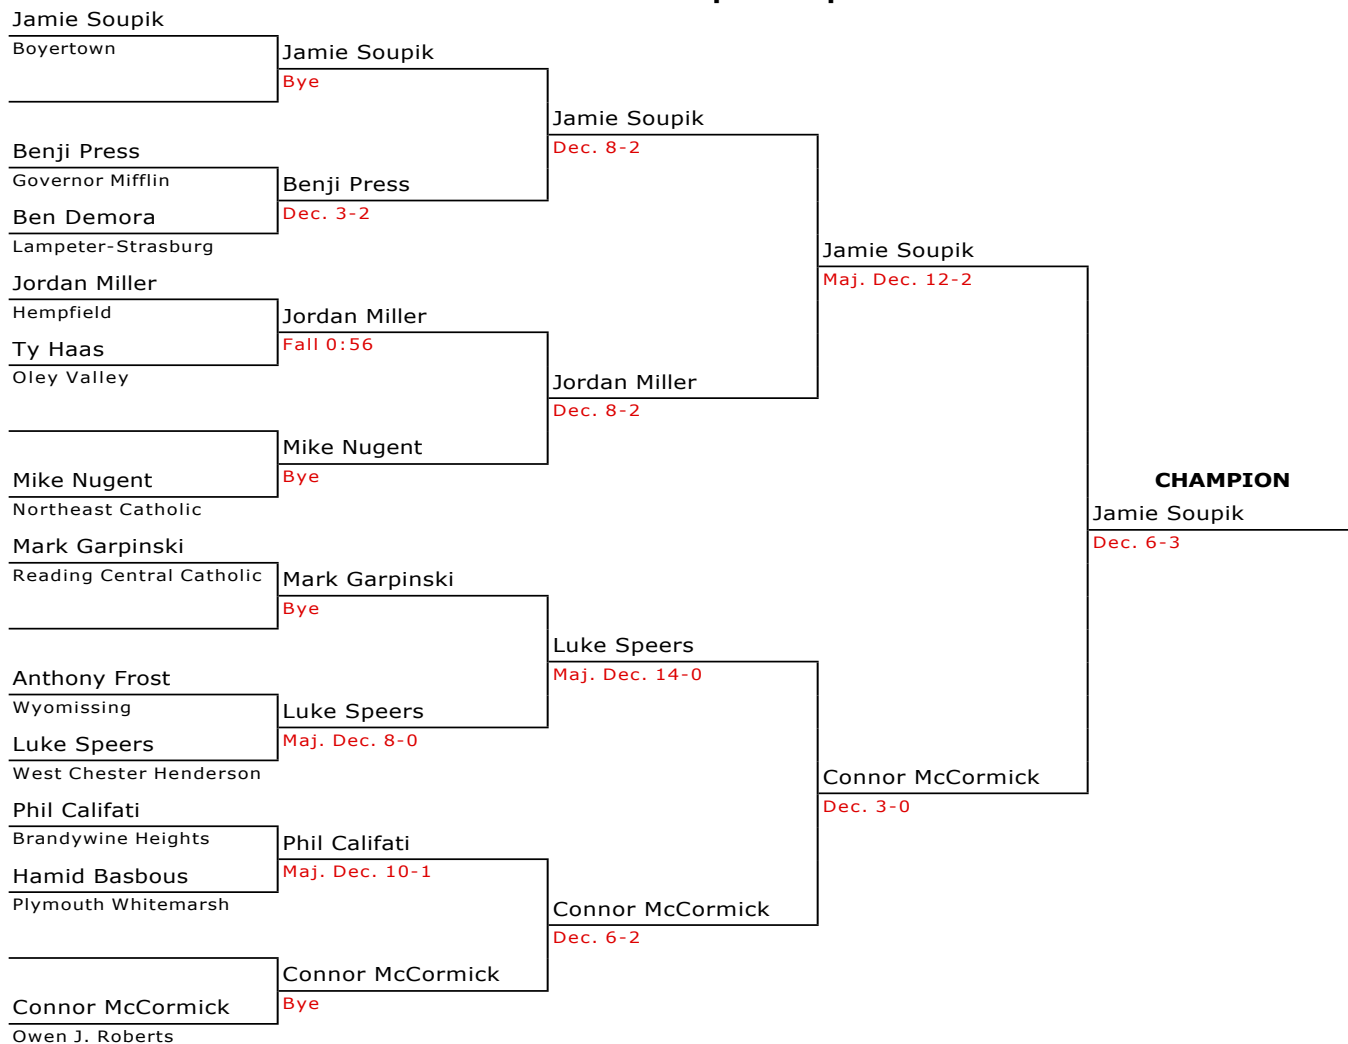 Jamie Soupik
Boyertown
Jamie Soupik
Bye
Jamie Soupik
Dec. 8-2
Benji Press
Governor Mifflin
Benji Press
Dec. 3-2
Ben Demora
Lampeter-Strasburg
Jamie Soupik
Maj. Dec. 12-2
Jordan Miller
Hempfield
Jordan Miller
Fall 0:56
Ty Haas
Oley Valley
Jordan Miller
Dec. 8-2
Mike Nugent
Bye
Mike Nugent
Northeast Catholic
CHAMPION
Jamie Soupik
Dec. 6-3
Mark Garpinski
Reading Central Catholic
Mark Garpinski
Bye
Luke Speers
Maj. Dec. 14-0
Anthony Frost
Wyomissing
Luke Speers
Maj. Dec. 8-0
Luke Speers
West Chester Henderson
Connor McCormick
Dec. 3-0
Phil Califati
Brandywine Heights
Phil Califati
Maj. Dec. 10-1
Hamid Basbous
Plymouth Whitemarsh
Connor McCormick
Dec. 6-2
Connor McCormick
Bye
Connor McCormick
Owen J. Roberts